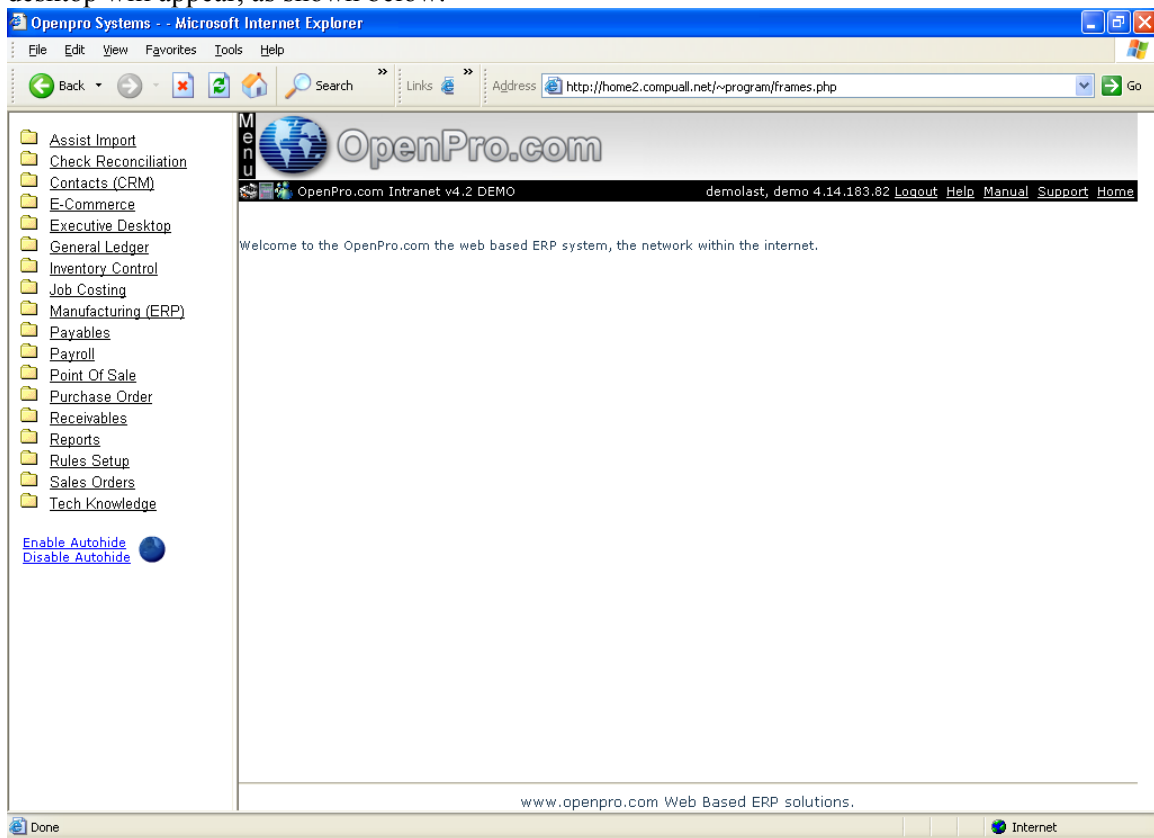 desktop will appear, as shown below.
Openpro Systems - - Microsoft Internet Explorer
File Edit View Favorites Tools Help
Back Search » Links » Address http://home2.compuall.net/~program/frames.php Go
Assist Import
Check Reconciliation
Contacts (CRM)
E-Commerce
Executive Desktop
General Ledger
Inventory Control
Job Costing
Manufacturing (ERP)
Payables
Payroll
Point Of Sale
Purchase Order
Receivables
Reports
Rules Setup
Sales Orders
Tech Knowledge
Enable Autohide
Disable Autohide
Menu
OpenPro.com
OpenPro.com Intranet v4.2 DEMO demolast, demo 4.14.183.82 Logout Help Manual Support Home
Welcome to the OpenPro.com the web based ERP system, the network within the internet.
www.openpro.com Web Based ERP solutions.
Done Internet